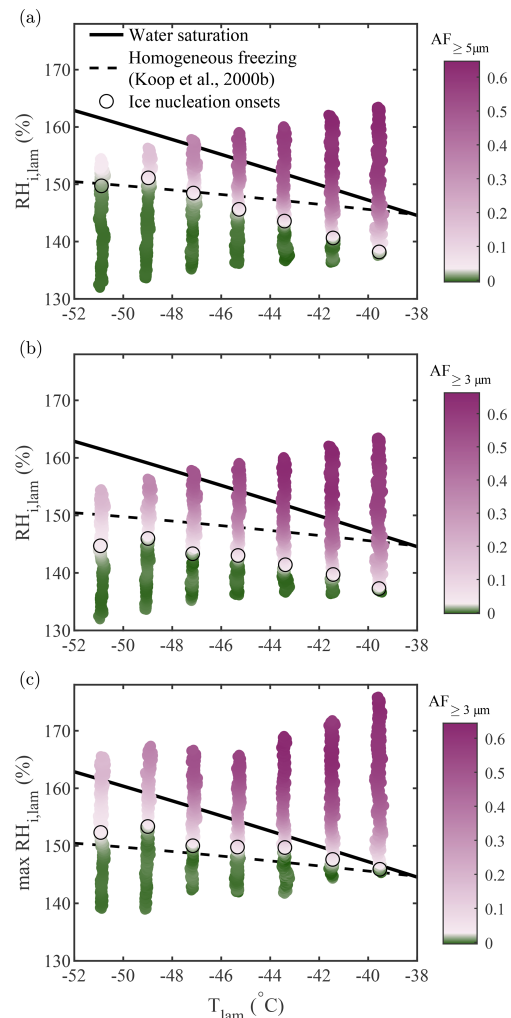 (a)
AF ≥ 5μm
Water saturation
Homogeneous freezing
(Koop et al., 2000b)
Ice nucleation onsets
RH i,lam (%)
170
160
150
140
130
-52 -50 -48 -46 -44 -42 -40 -38
0.6
0.5
0.4
0.3
0.2
0.1
0
(b)
AF ≥ 3 μm
RH i,lam (%)
170
160
150
140
130
-52 -50 -48 -46 -44 -42 -40 -38
0.6
0.5
0.4
0.3
0.2
0.1
0
(c)
AF ≥ 3 μm
max RH i,lam (%)
170
160
150
140
130
-52 -50 -48 -46 -44 -42 -40 -38
T lam (°C)
0.6
0.5
0.4
0.3
0.2
0.1
0